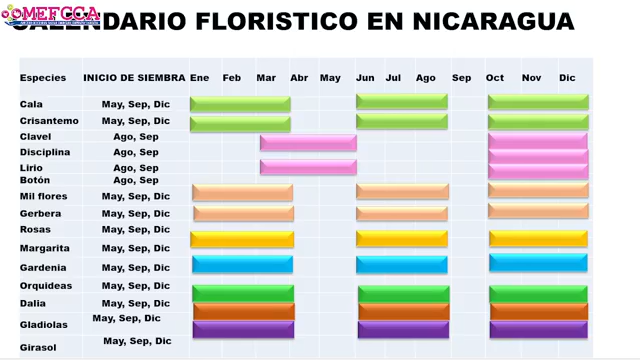 MEFCCA
CALENDARIO FLORISTICO EN NICARAGUA
Especies INICIO DE SIEMBRA Ene Feb Mar Abr May Jun Jul Ago Sep Oct Nov Dic
Cala May, Sep, Dic
Crisantemo May, Sep, Dic
Clavel Ago, Sep
Disciplina Ago, Sep
Lirio Ago, Sep
Botón Ago, Sep
Mil flores May, Sep, Dic
Gerbera May, Sep, Dic
Rosas May, Sep, Dic
Margarita May, Sep, Dic
Gardenia May, Sep, Dic
Orquideas May, Sep, Dic
Dalia May, Sep, Dic
Gladiolas May, Sep, Dic
Girasol May, Sep, Dic